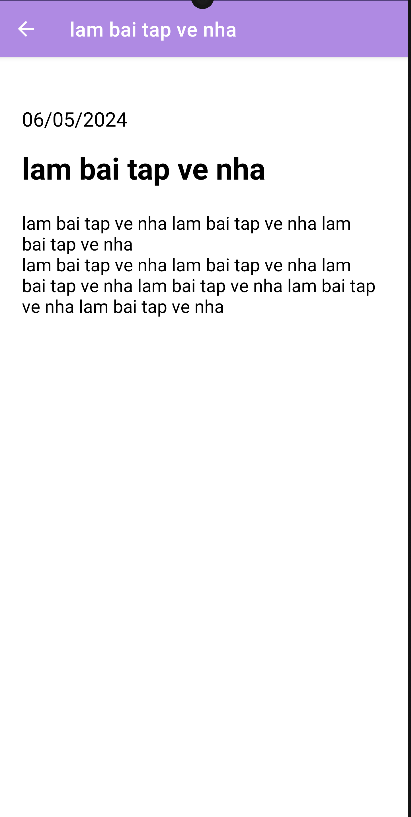 lam bai tap ve nha
06/05/2024
lam bai tap ve nha
lam bai tap ve nha lam bai tap ve nha lam
bai tap ve nha
lam bai tap ve nha lam bai tap ve nha lam
bai tap ve nha lam bai tap ve nha lam bai tap
ve nha lam bai tap ve nha